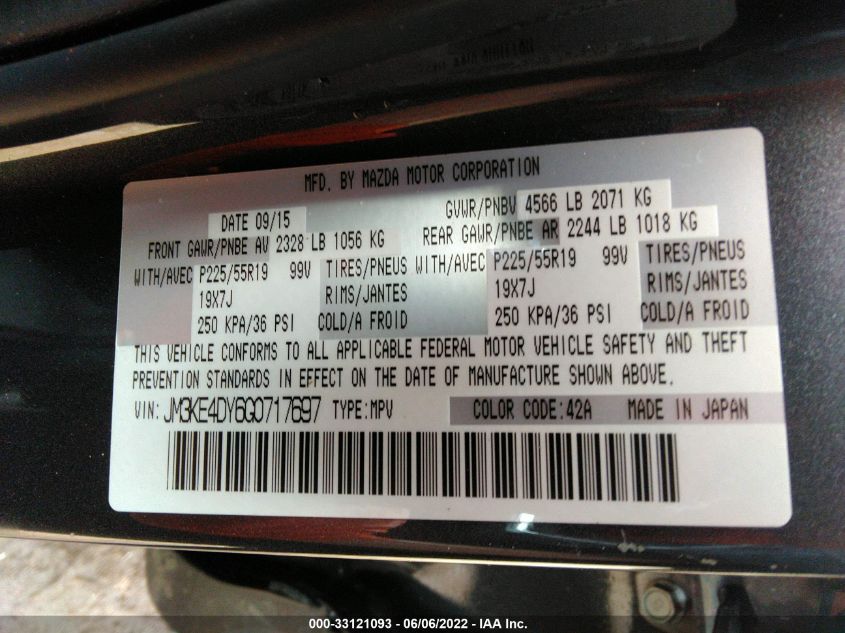 MFD. BY MAZDA MOTOR CORPORATION
DATE 09/15 GVWR/PNBV 4566 LB 2071 KG
FRONT GAWR/PNBE AV 2328 LB 1056 KG REAR GAWR/PNBE AR 2244 LB 1018 KG
WITH/AVEC P225/55R19 99V TIRES/PNEUS WITH/AVEC P225/55R19 99V TIRES/PNEUS
19X7J RIMS/JANTES 19X7J RIMS/JANTES
250 KPA/36 PSI COLD/A FROID 250 KPA/36 PSI COLD/A FROID
THIS VEHICLE CONFORMS TO ALL APPLICABLE FEDERAL MOTOR VEHICLE SAFETY AND THEFT
PREVENTION STANDARDS IN EFFECT ON THE DATE OF MANUFACTURE SHOWN ABOVE.
VIN: JM3KE4DY6G0717697 TYPE:MPV COLOR CODE:42A MADE IN JAPAN
000-33121093 - 06/06/2022 - IAA Inc.